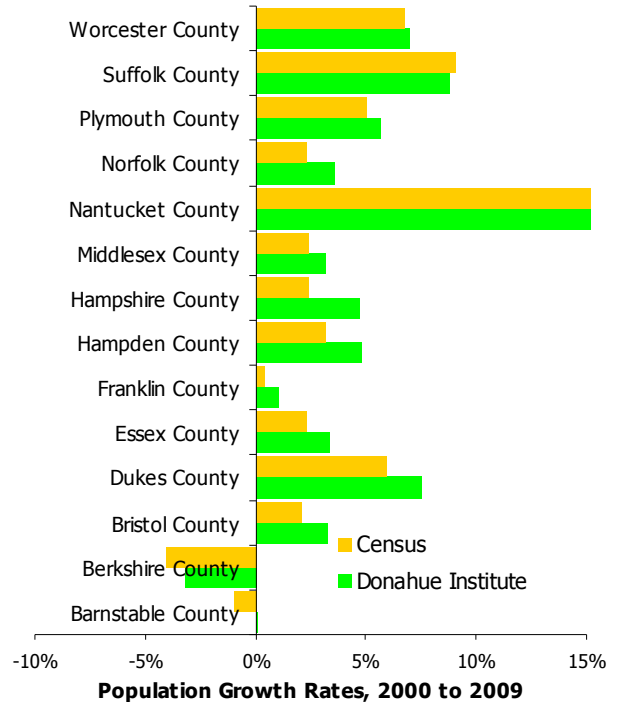 Worcester County
Suffolk County
Plymouth County
Norfolk County
Nantucket County
Middlesex County
Hampshire County
Hampden County
Franklin County
Essex County
Dukes County
Bristol County
Berkshire County
Barnstable County
Census
Donahue Institute
-10% -5% 0% 5% 10% 15%
Population Growth Rates, 2000 to 2009